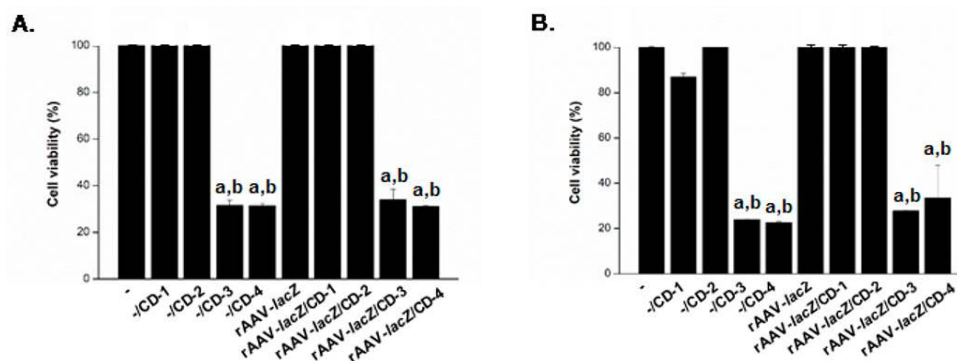 A.
Cell viability (%)
100
80
60
40
20
0
a,b
a,b
a,b
a,b
-
-/CD-1
-/CD-2
-/CD-3
-/CD-4
rAAV-lacZ
rAAV-lacZ/CD-1
rAAV-lacZ/CD-2
rAAV-lacZ/CD-3
rAAV-lacZ/CD-4
B.
Cell viability (%)
100
80
60
40
20
0
a,b
a,b
a,b
a,b
-
-/CD-1
-/CD-2
-/CD-3
-/CD-4
rAAV-lacZ
rAAV-lacZ/CD-1
rAAV-lacZ/CD-2
rAAV-lacZ/CD-3
rAAV-lacZ/CD-4